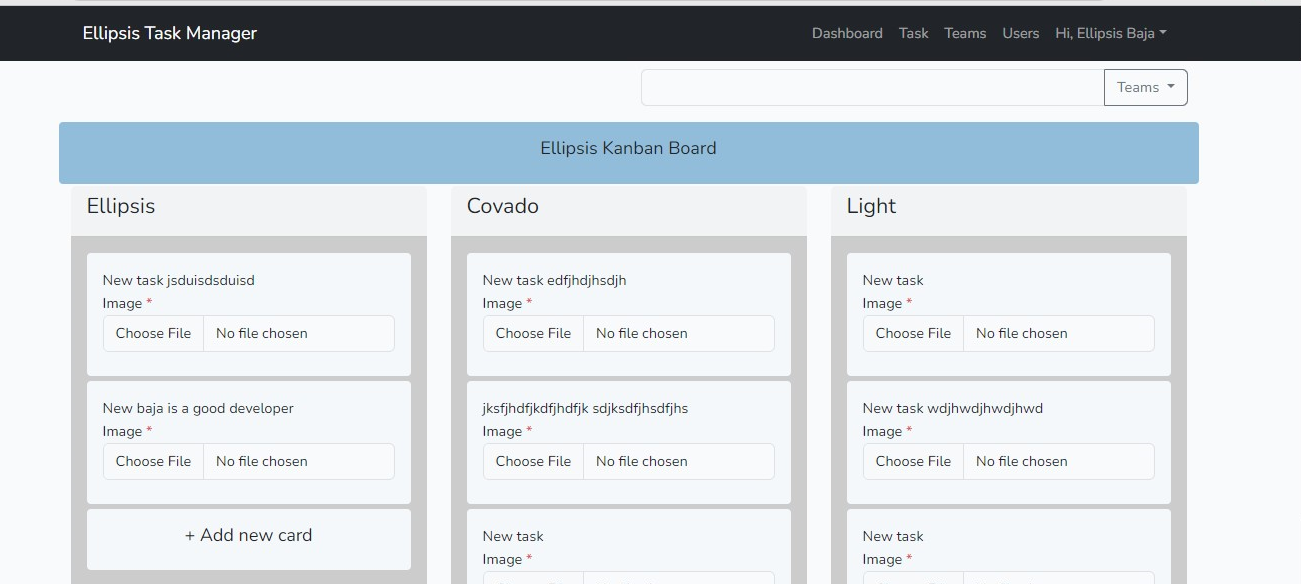 Ellipsis Task Manager
Dashboard Task Teams Users Hi, Ellipsis Baja
Teams
Ellipsis Kanban Board
Ellipsis
New task jsduisdsduisd
Image *
Choose File No file chosen
New baja is a good developer
Image *
Choose File No file chosen
+ Add new card
Covado
New task edfjhdjhsdjh
Image *
Choose File No file chosen
jksfjhdfjkdfjhdfjk sdjksdfjhsdfjhs
Image *
Choose File No file chosen
New task
Image *
Light
New task
Image *
Choose File No file chosen
New task wdjhwdjhwdjhwd
Image *
Choose File No file chosen
New task
Image *